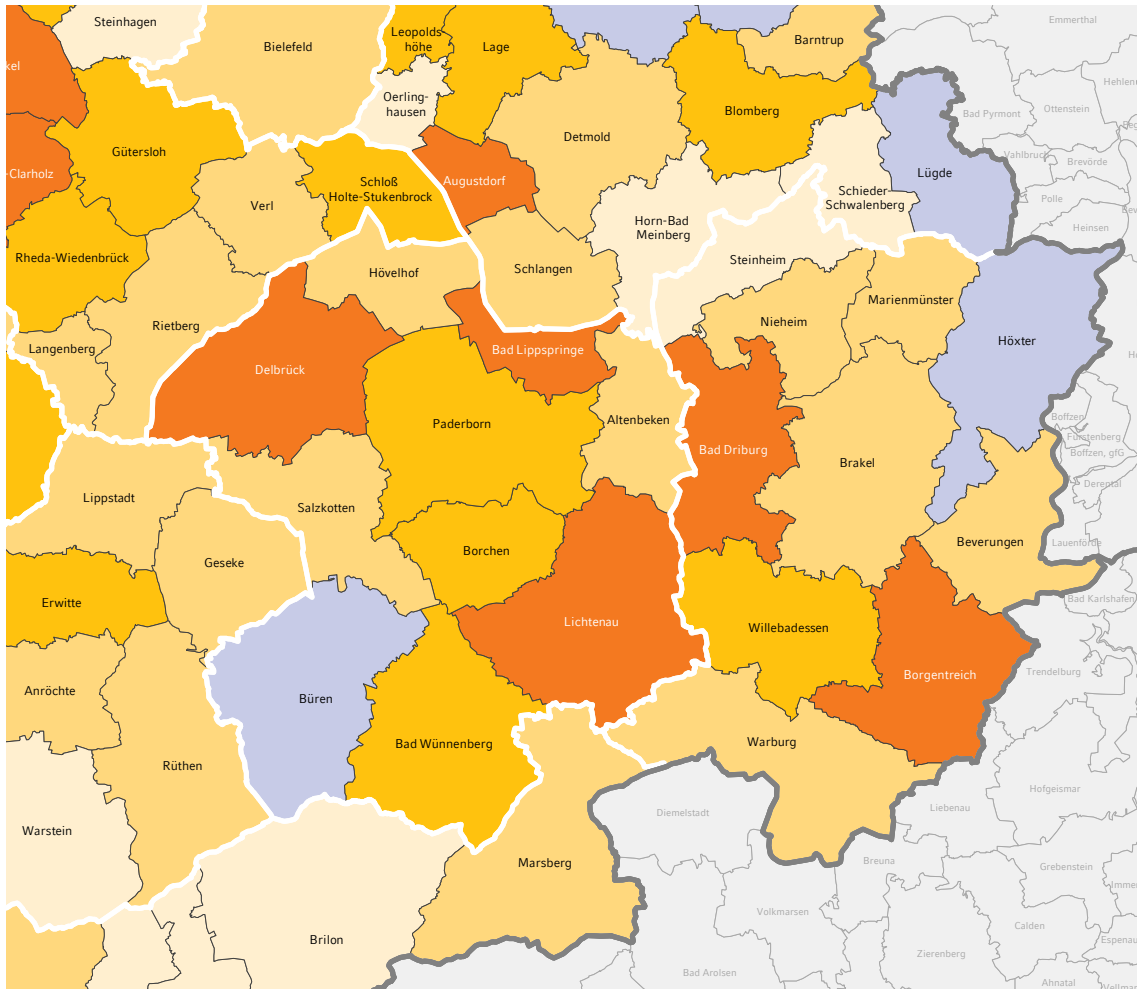 Steinhagen
Bielefeld
Leopolds
höhe
Lage
Barntrup
Emmerthal
kel
Oerling-
hausen
Blomberg
Ottenstein
Bad Pyrmont
Gütersloh
Detmold
Vahlbruch
Brevörde
-Clarholz
Schloß
Holte-Stukenbrock
Augustdorf
Lügde
Verl
Schieder-
Schwalenberg
Polle
Horn-Bad
Meinberg
Heinsen
Rheda-Wiedenbrück
Steinheim
Hövelhof
Schlangen
Marienmünster
Rietberg
Nieheim
Höxter
Langenberg
Bad Lippspringe
Delbrück
Boffzen
Altenbeken
Paderborn
Fürstenberg
Bad Driburg
Boffzen, gfG
Brakel
Derental
Lippstadt
Salzkotten
Beverungen
Lauenförde
Borchen
Geseke
Erwitte
Bad Karlshafen
Lichtenau
Willebadessen
Trendelburg
Borgentreich
Anröchte
Büren
Bad Wünnenberg
Warburg
Rüthen
Hofgeismar
Liebenau
Diemelstadt
Warstein
Marsberg
Breuna
Grebenstein
Volkmarsen
Calden
Brilon
Zierenberg
Bad Arolsen
Ahnatal